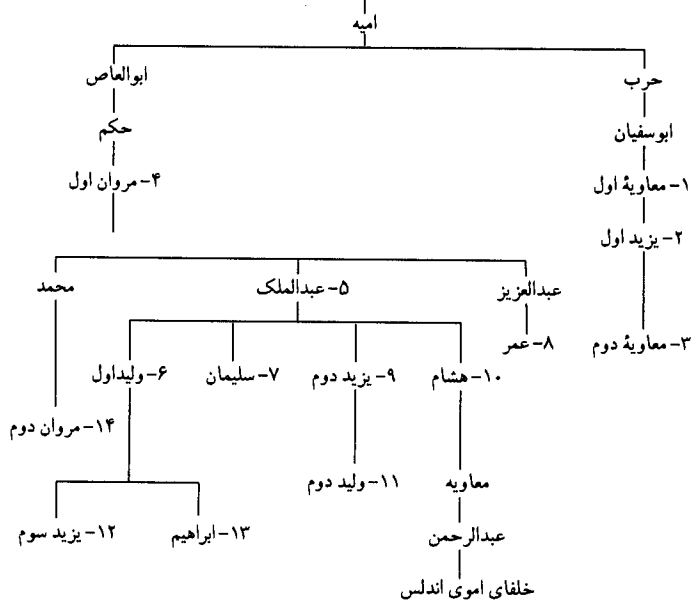 امیه
حرب
ابوالعاص
ابوسفیان
حکم
۱- معاویهٔ اول
۴- مروان اول
۲- یزید اول
عبدالعزیز
۵- عبدالملک
محمد
۳- معاویهٔ دوم
۸- عمر
۱۰- هشام
۹- یزید دوم
۷- سلیمان
۶- ولیداول
۱۴- مروان دوم
معاویه
۱۱- ولید دوم
عبدالرحمن
۱۳- ابراهیم
۱۲- یزید سوم
خلفای اموی اندلس